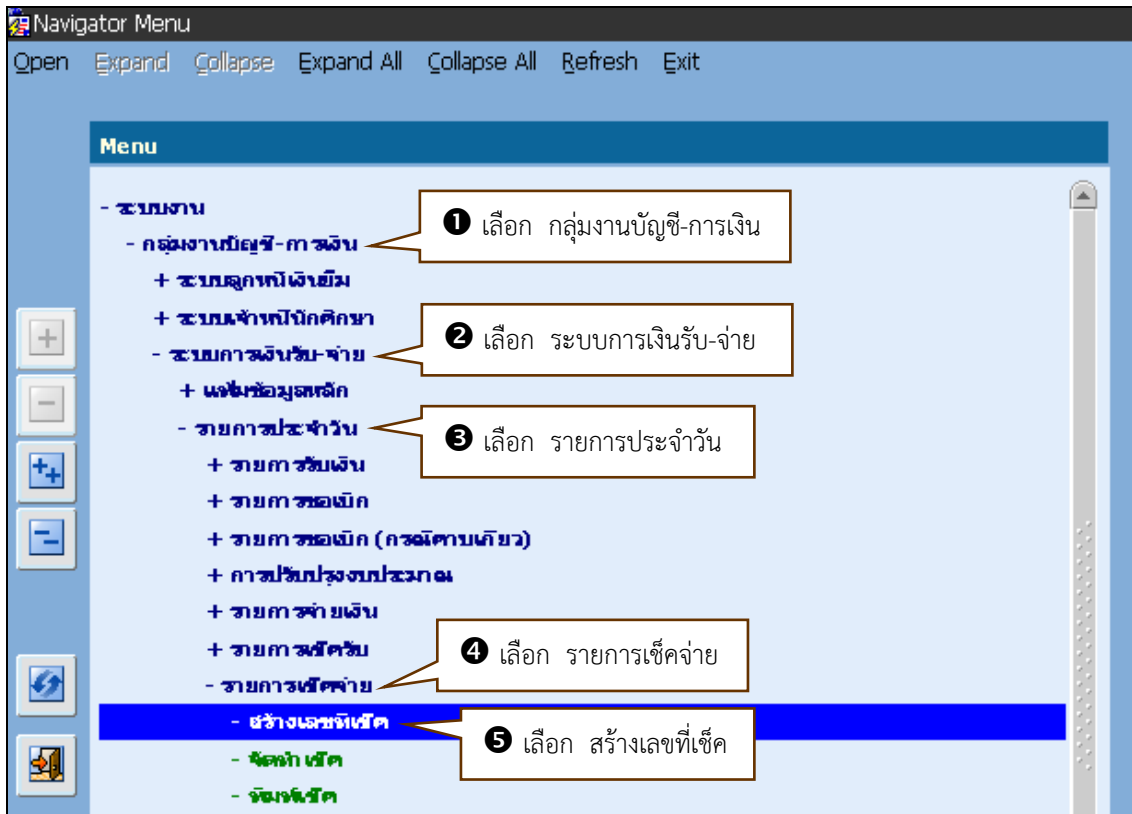 Navigator Menu
Open Expand Collapse Expand All Collapse All Refresh Exit
Menu
- ระบบงาน
❶ เลือก กลุ่มงานบัญชี-การเงิน
- กลุ่มงานบัญชี-การเงิน
+ ระบบลูกหนี้เงินยืม
+ ระบบเจ้าหนี้นักศึกษา
❷ เลือก ระบบการเงินรับ-จ่าย
- ระบบการเงินรับ-จ่าย
+ แฟ้มข้อมูลหลัก
- รายการประจำวัน
❸ เลือก รายการประจำวัน
+ รายการรับเงิน
+ รายการขอเบิก
+ รายการขอเบิก (กรณีคาบเกี่ยว)
+ การปรับปรุงงบประมาณ
+ รายการจ่ายเงิน
+ รายการเช็ครับ
❹ เลือก รายการเช็คจ่าย
- รายการเช็คจ่าย
- สร้างเลขที่เช็ค
❺ เลือก สร้างเลขที่เช็ค
- จัดทำเช็ค
- พิมพ์เช็ค